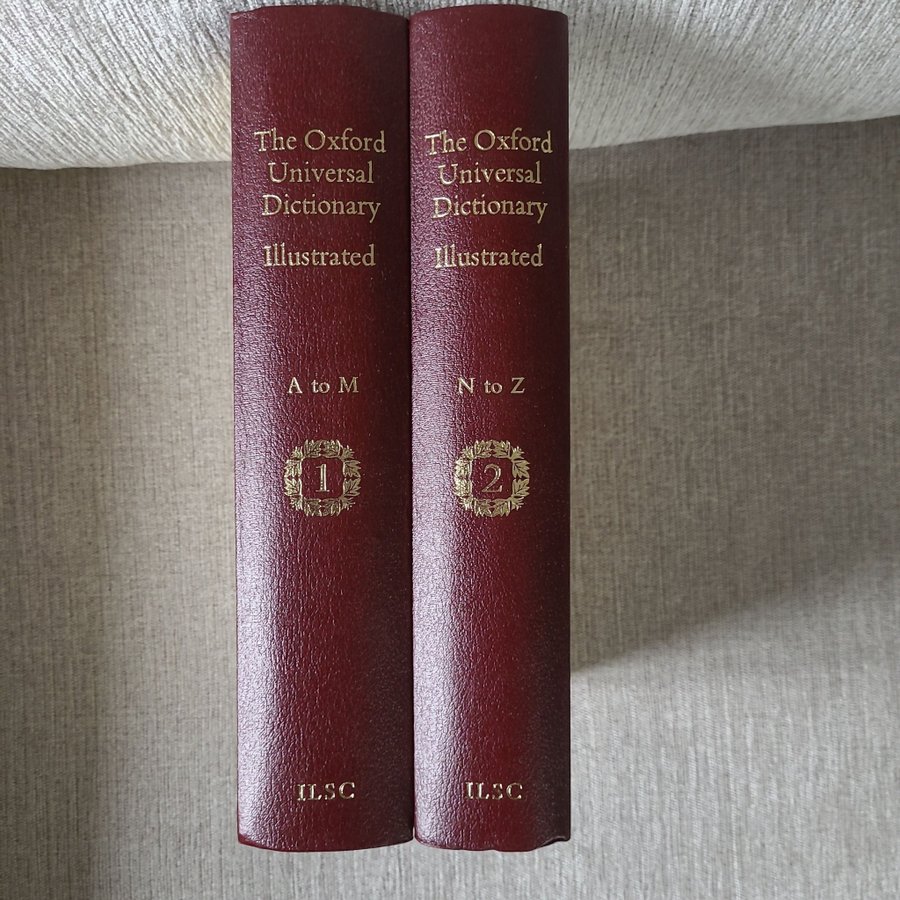 The Oxford
Universal
Dictionary
Illustrated
A to M
1
ILSC
The Oxford
Universal
Dictionary
Illustrated
N to Z
2
ILSC